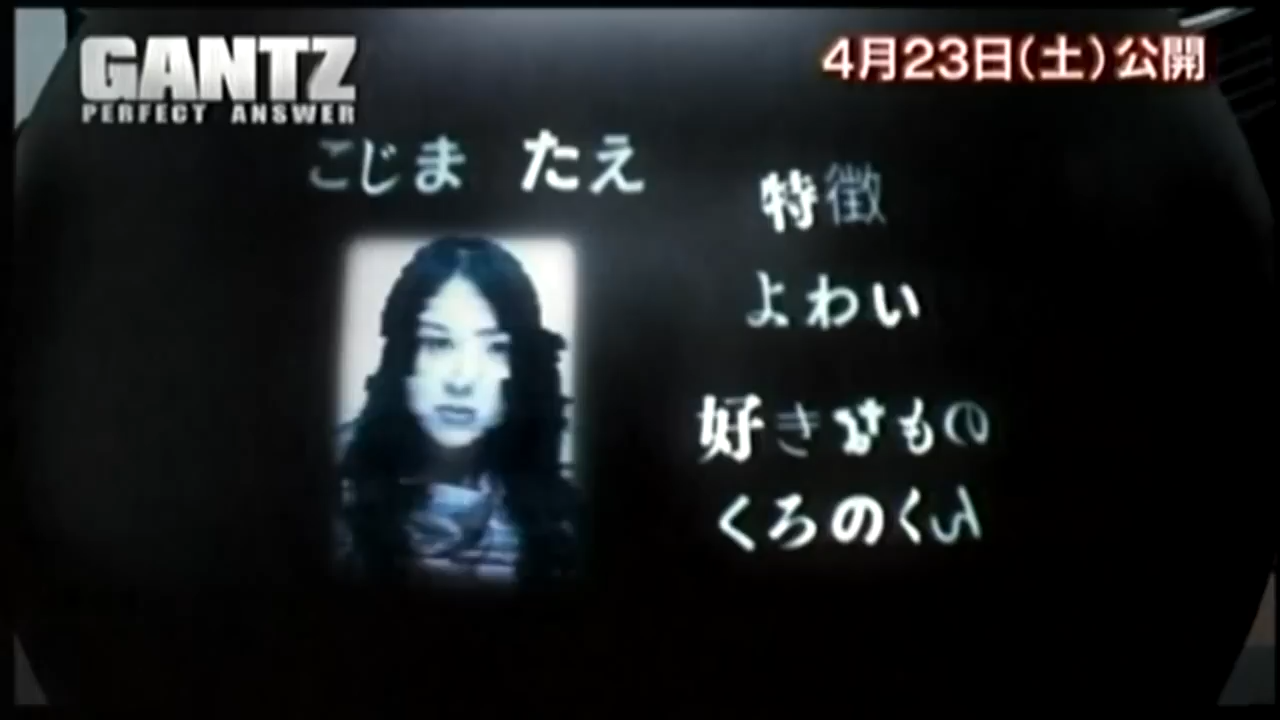 GANTZ
PERFECT ANSWER
4月23日(土)公開
こじま たえ
特徴
よわい
好きなもの
くろのくん